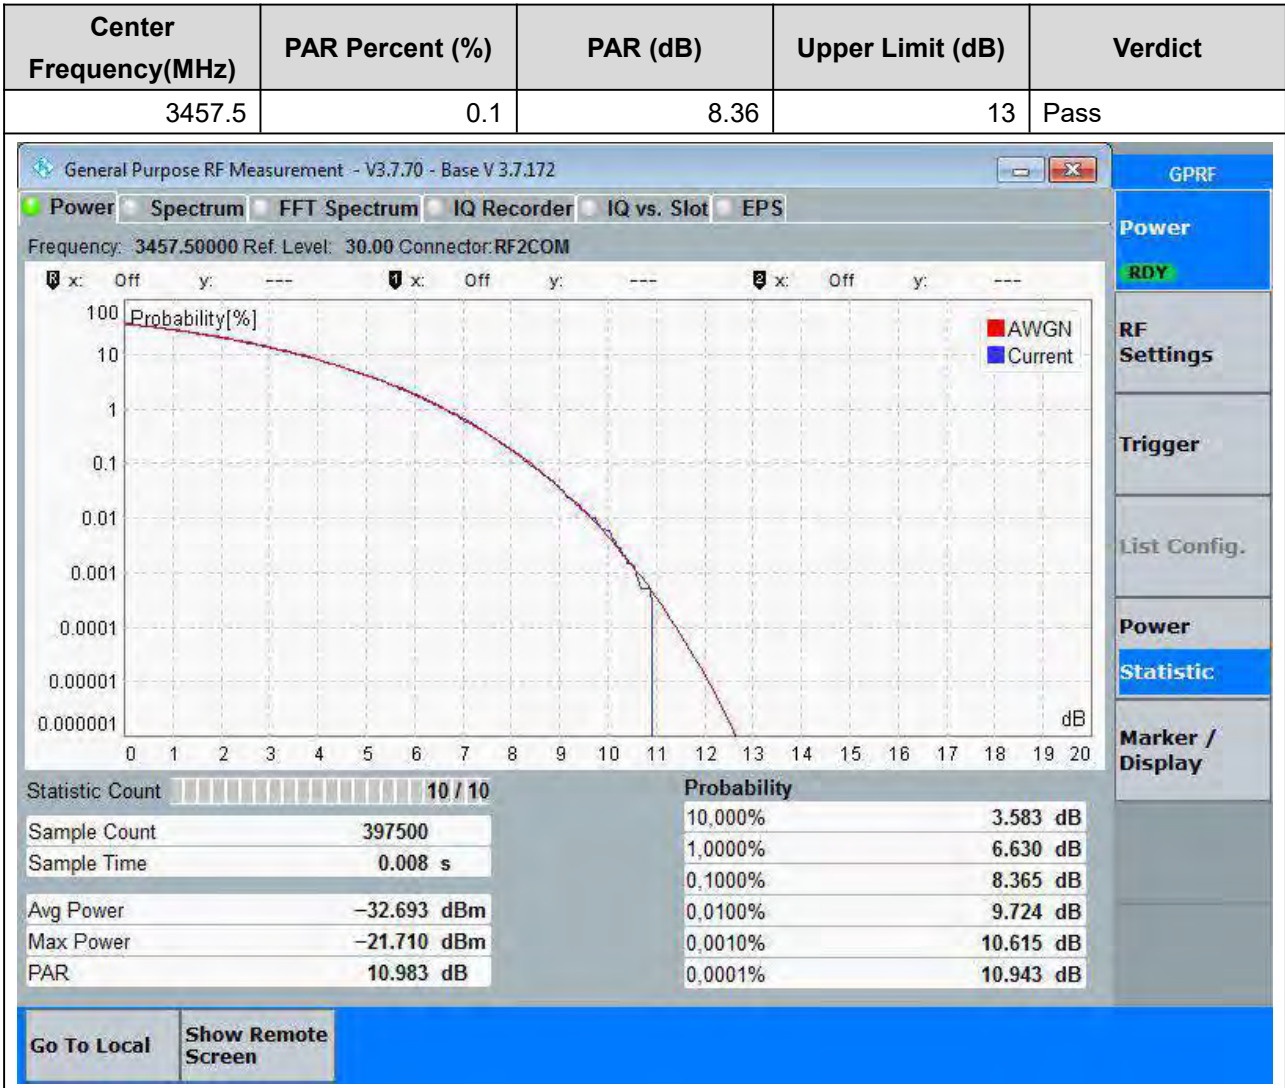 Center Frequency(MHz) PAR Percent (%) PAR (dB) Upper Limit (dB) Verdict
3457.5 0.1 8.36 13 Pass
General Purpose RF Measurement - V3.7.70 - Base V 3.7.172
GPRF
Power Spectrum FFT Spectrum IQ Recorder IQ vs. Slot EPS
Frequency: 3457.50000 Ref. Level: 30.00 Connector:RF2COM
R x: Off y: --- 1 x: Off y: --- 2 x: Off y: ---
Probability[%]
AWGN
Current
100
10
1
0.1
0.01
0.001
0.0001
0.00001
0.000001
dB
0 1 2 3 4 5 6 7 8 9 10 11 12 13 14 15 16 17 18 19 20
Statistic Count 10 / 10
Sample Count 397500
Sample Time 0.008 s
Avg Power −32.693 dBm
Max Power −21.710 dBm
PAR 10.983 dB
Probability
10,000% 3.583 dB
1,0000% 6.630 dB
0,1000% 8.365 dB
0,0100% 9.724 dB
0,0010% 10.615 dB
0,0001% 10.943 dB
Power
RDY
RF
Settings
Trigger
List Config.
Power
Statistic
Marker /
Display
Go To Local
Show Remote
Screen